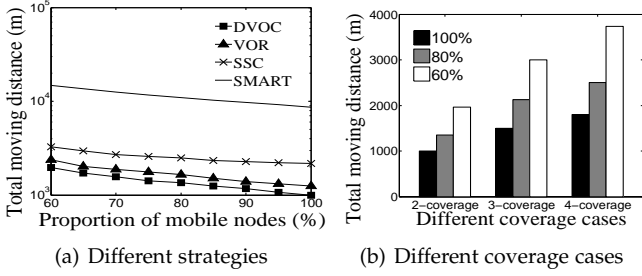 Total moving distance (m)
10^5
10^4
10^3
DVOC
VOR
SSC
SMART
60 70 80 90 100
Proportion of mobile nodes (%)
(a) Different strategies
Total moving distance (m)
4000
3000
2000
1000
0
100%
80%
60%
2−coverage 3−coverage 4−coverage
Different coverage cases
(b) Different coverage cases